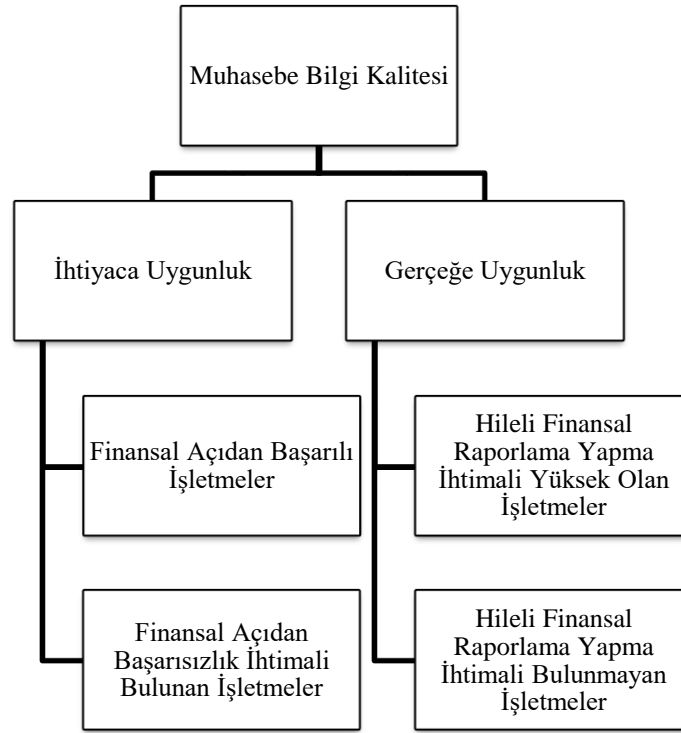 Muhasebe Bilgi Kalitesi
İhtiyaca Uygunluk
Gerçeğe Uygunluk
Finansal Açıdan Başarılı
İşletmeler
Hileli Finansal
Raporlama Yapma
İhtimali Yüksek Olan
İşletmeler
Finansal Açıdan
Başarısızlık İhtimali
Bulunan İşletmeler
Hileli Finansal
Raporlama Yapma
İhtimali Bulunmayan
İşletmeler